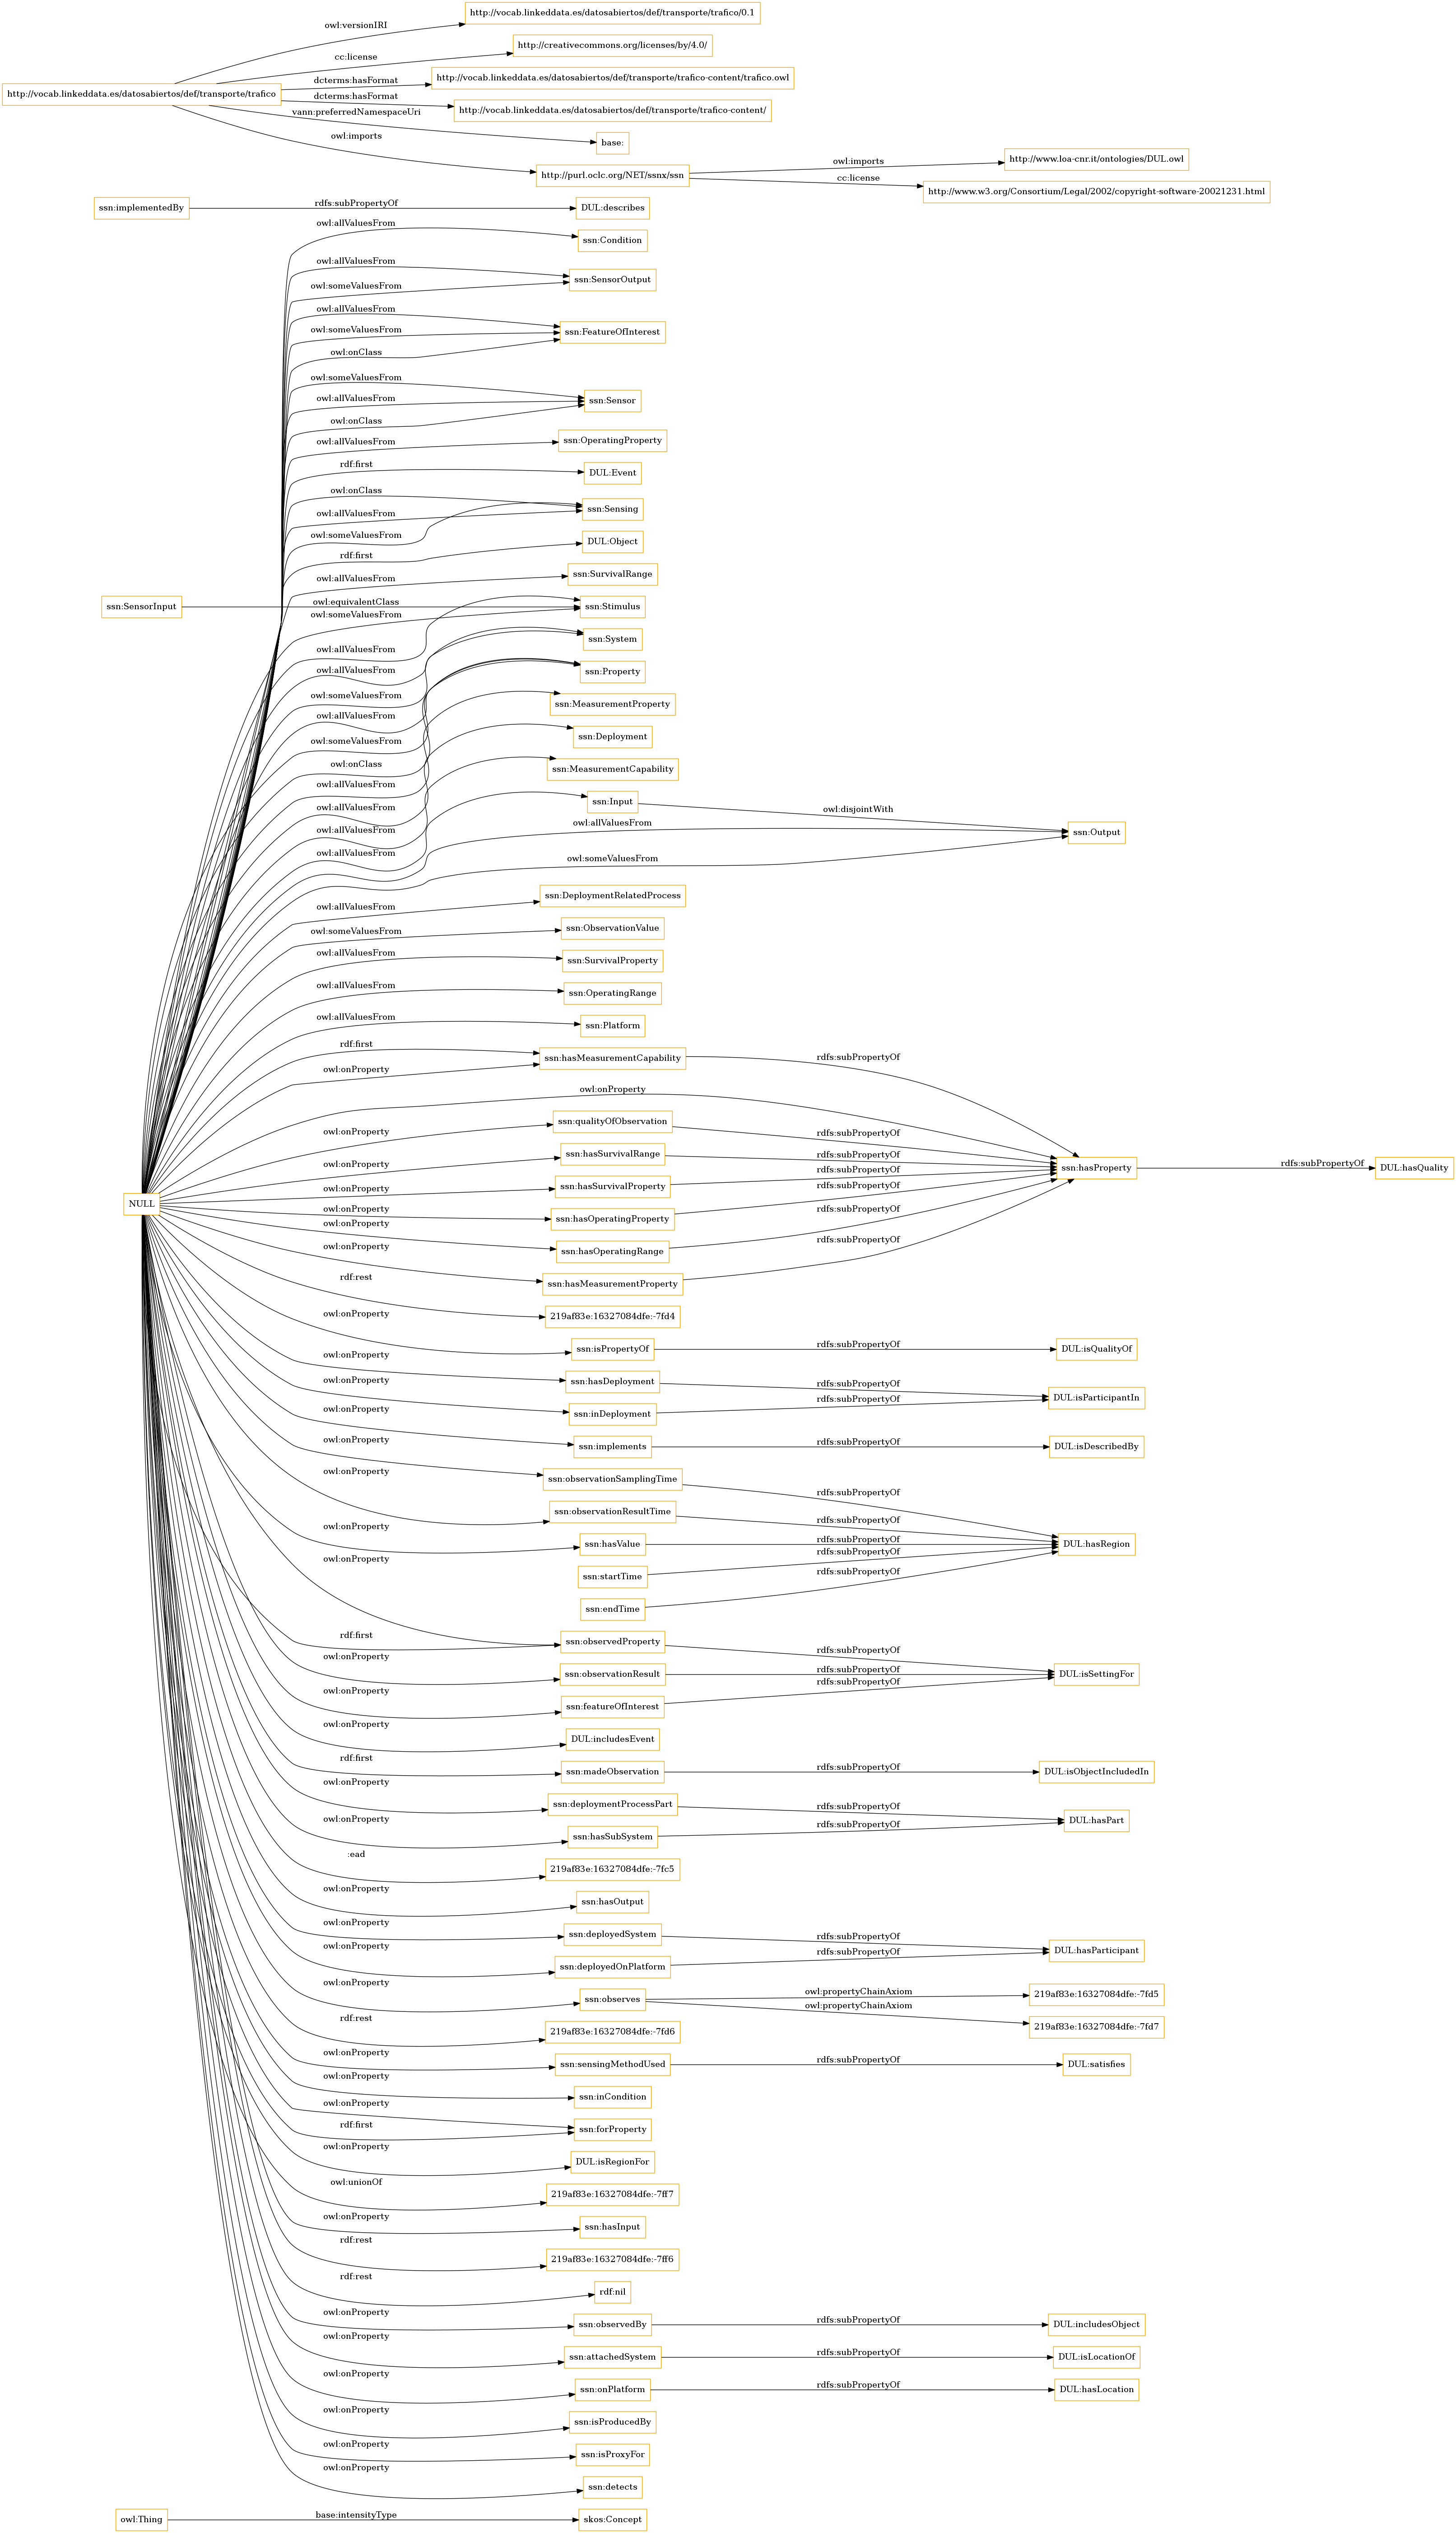 owl:versionIRI
http://vocab.linkeddata.es/datosabiertos/def/transporte/trafico/0.1
cc:license
http://creativecommons.org/licenses/by/4.0/
dcterms:hasFormat
http://vocab.linkeddata.es/datosabiertos/def/transporte/trafico-content/trafico.owl
http://vocab.linkeddata.es/datosabiertos/def/transporte/trafico
dcterms:hasFormat
http://vocab.linkeddata.es/datosabiertos/def/transporte/trafico-content/
vann:preferredNamespaceUri
base:
owl:imports
http://purl.oclc.org/NET/ssnx/ssn
owl:imports
http://www.loa-cnr.it/ontologies/DUL.owl
cc:license
http://www.w3.org/Consortium/Legal/2002/copyright-software-20021231.html
ssn:implementedBy
rdfs:subPropertyOf
DUL:describes
owl:allValuesFrom
ssn:Condition
owl:allValuesFrom
ssn:SensorOutput
owl:someValuesFrom
owl:allValuesFrom
owl:someValuesFrom
ssn:FeatureOfInterest
owl:onClass
owl:someValuesFrom
owl:allValuesFrom
ssn:Sensor
owl:onClass
owl:allValuesFrom
ssn:OperatingProperty
rdf:first
DUL:Event
owl:onClass
owl:allValuesFrom
ssn:Sensing
owl:someValuesFrom
rdf:first
DUL:Object
owl:allValuesFrom
ssn:SurvivalRange
ssn:SensorInput
owl:equivalentClass
ssn:Stimulus
owl:someValuesFrom
owl:allValuesFrom
ssn:System
owl:allValuesFrom
ssn:Property
owl:someValuesFrom
ssn:MeasurementProperty
owl:allValuesFrom
owl:someValuesFrom
ssn:Deployment
owl:onClass
ssn:MeasurementCapability
owl:allValuesFrom
ssn:Input
owl:disjointWith
owl:allValuesFrom
owl:allValuesFrom
owl:allValuesFrom
owl:allValuesFrom
ssn:Output
owl:someValuesFrom
ssn:DeploymentRelatedProcess
owl:allValuesFrom
owl:someValuesFrom
ssn:ObservationValue
owl:allValuesFrom
ssn:SurvivalProperty
owl:allValuesFrom
ssn:OperatingRange
owl:allValuesFrom
ssn:Platform
rdf:first
ssn:hasMeasurementCapability
rdfs:subPropertyOf
owl:onProperty
owl:onProperty
ssn:qualityOfObservation
rdfs:subPropertyOf
owl:onProperty
ssn:hasSurvivalRange
rdfs:subPropertyOf
owl:onProperty
ssn:hasProperty
rdfs:subPropertyOf
DUL:hasQuality
ssn:hasSurvivalProperty
rdfs:subPropertyOf
owl:onProperty
NULL
ssn:hasOperatingProperty
rdfs:subPropertyOf
owl:onProperty
ssn:hasOperatingRange
rdfs:subPropertyOf
owl:onProperty
ssn:hasMeasurementProperty
rdfs:subPropertyOf
owl:onProperty
rdf:rest
219af83e:16327084dfe:-7fd4
owl:onProperty
ssn:isPropertyOf
rdfs:subPropertyOf
DUL:isQualityOf
owl:onProperty
ssn:hasDeployment
rdfs:subPropertyOf
DUL:isParticipantIn
owl:onProperty
ssn:inDeployment
rdfs:subPropertyOf
owl:onProperty
ssn:implements
rdfs:subPropertyOf
DUL:isDescribedBy
owl:onProperty
ssn:observationSamplingTime
rdfs:subPropertyOf
owl:onProperty
ssn:observationResultTime
rdfs:subPropertyOf
owl:onProperty
ssn:hasValue
rdfs:subPropertyOf
DUL:hasRegion
ssn:startTime
rdfs:subPropertyOf
owl:onProperty
ssn:endTime
rdfs:subPropertyOf
rdf:first
ssn:observedProperty
rdfs:subPropertyOf
owl:onProperty
ssn:observationResult
rdfs:subPropertyOf
DUL:isSettingFor
owl:onProperty
ssn:featureOfInterest
rdfs:subPropertyOf
owl:onProperty
DUL:includesEvent
rdf:first
ssn:madeObservation
rdfs:subPropertyOf
DUL:isObjectIncludedIn
owl:onProperty
ssn:deploymentProcessPart
rdfs:subPropertyOf
DUL:hasPart
owl:onProperty
ssn:hasSubSystem
rdfs:subPropertyOf
:ead
219af83e:16327084dfe:-7fc5
owl:onProperty
ssn:hasOutput
owl:onProperty
ssn:deployedSystem
rdfs:subPropertyOf
DUL:hasParticipant
owl:onProperty
ssn:deployedOnPlatform
rdfs:subPropertyOf
owl:onProperty
ssn:observes
owl:propertyChainAxiom
219af83e:16327084dfe:-7fd5
owl:propertyChainAxiom
219af83e:16327084dfe:-7fd7
rdf:rest
219af83e:16327084dfe:-7fd6
owl:onProperty
ssn:sensingMethodUsed
rdfs:subPropertyOf
DUL:satisfies
owl:onProperty
ssn:inCondition
owl:onProperty
ssn:forProperty
rdf:first
owl:onProperty
DUL:isRegionFor
owl:unionOf
219af83e:16327084dfe:-7ff7
owl:onProperty
ssn:hasInput
rdf:rest
219af83e:16327084dfe:-7ff6
rdf:rest
rdf:nil
owl:onProperty
ssn:observedBy
rdfs:subPropertyOf
DUL:includesObject
owl:onProperty
ssn:attachedSystem
rdfs:subPropertyOf
DUL:isLocationOf
owl:onProperty
ssn:onPlatform
rdfs:subPropertyOf
DUL:hasLocation
owl:onProperty
ssn:isProducedBy
owl:onProperty
ssn:isProxyFor
owl:onProperty
ssn:detects
owl:Thing
base:intensityType
skos:Concept